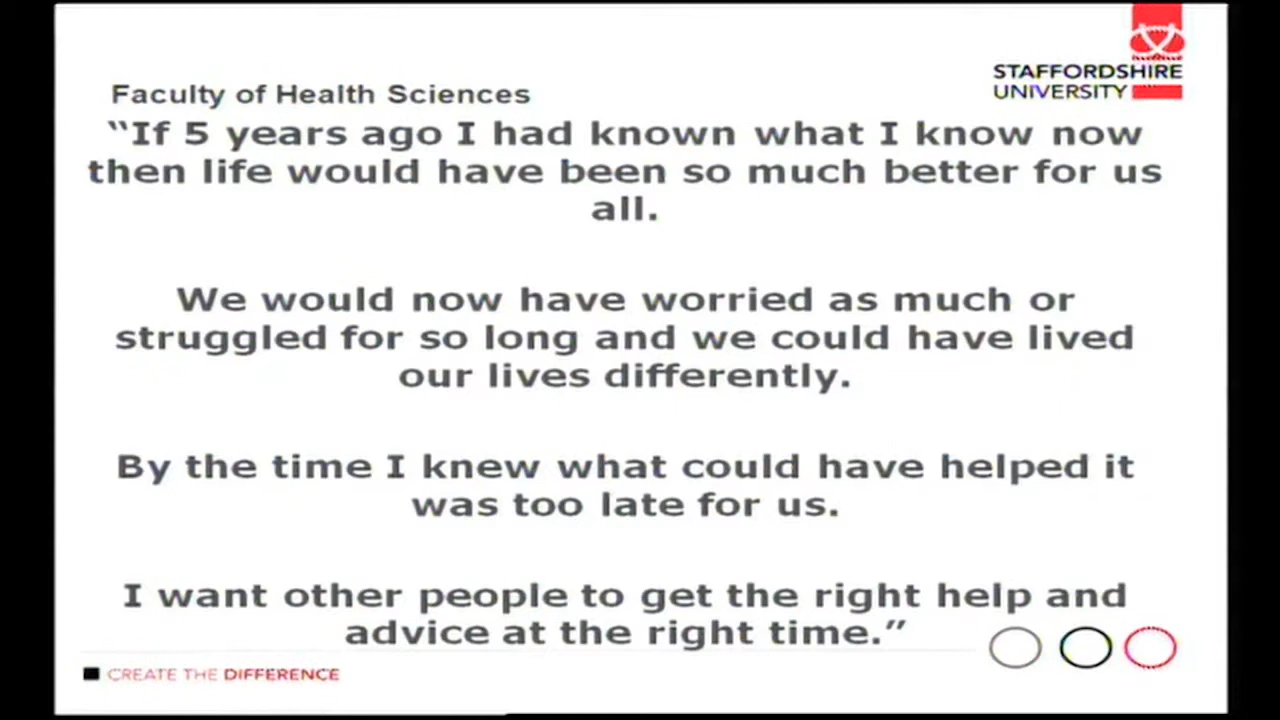 STAFFORDSHIRE
UNIVERSITY
Faculty of Health Sciences
“If 5 years ago I had known what I know now
then life would have been so much better for us
all.
We would now have worried as much or
struggled for so long and we could have lived
our lives differently.
By the time I knew what could have helped it
was too late for us.
I want other people to get the right help and
advice at the right time.”
CREATE THE DIFFERENCE